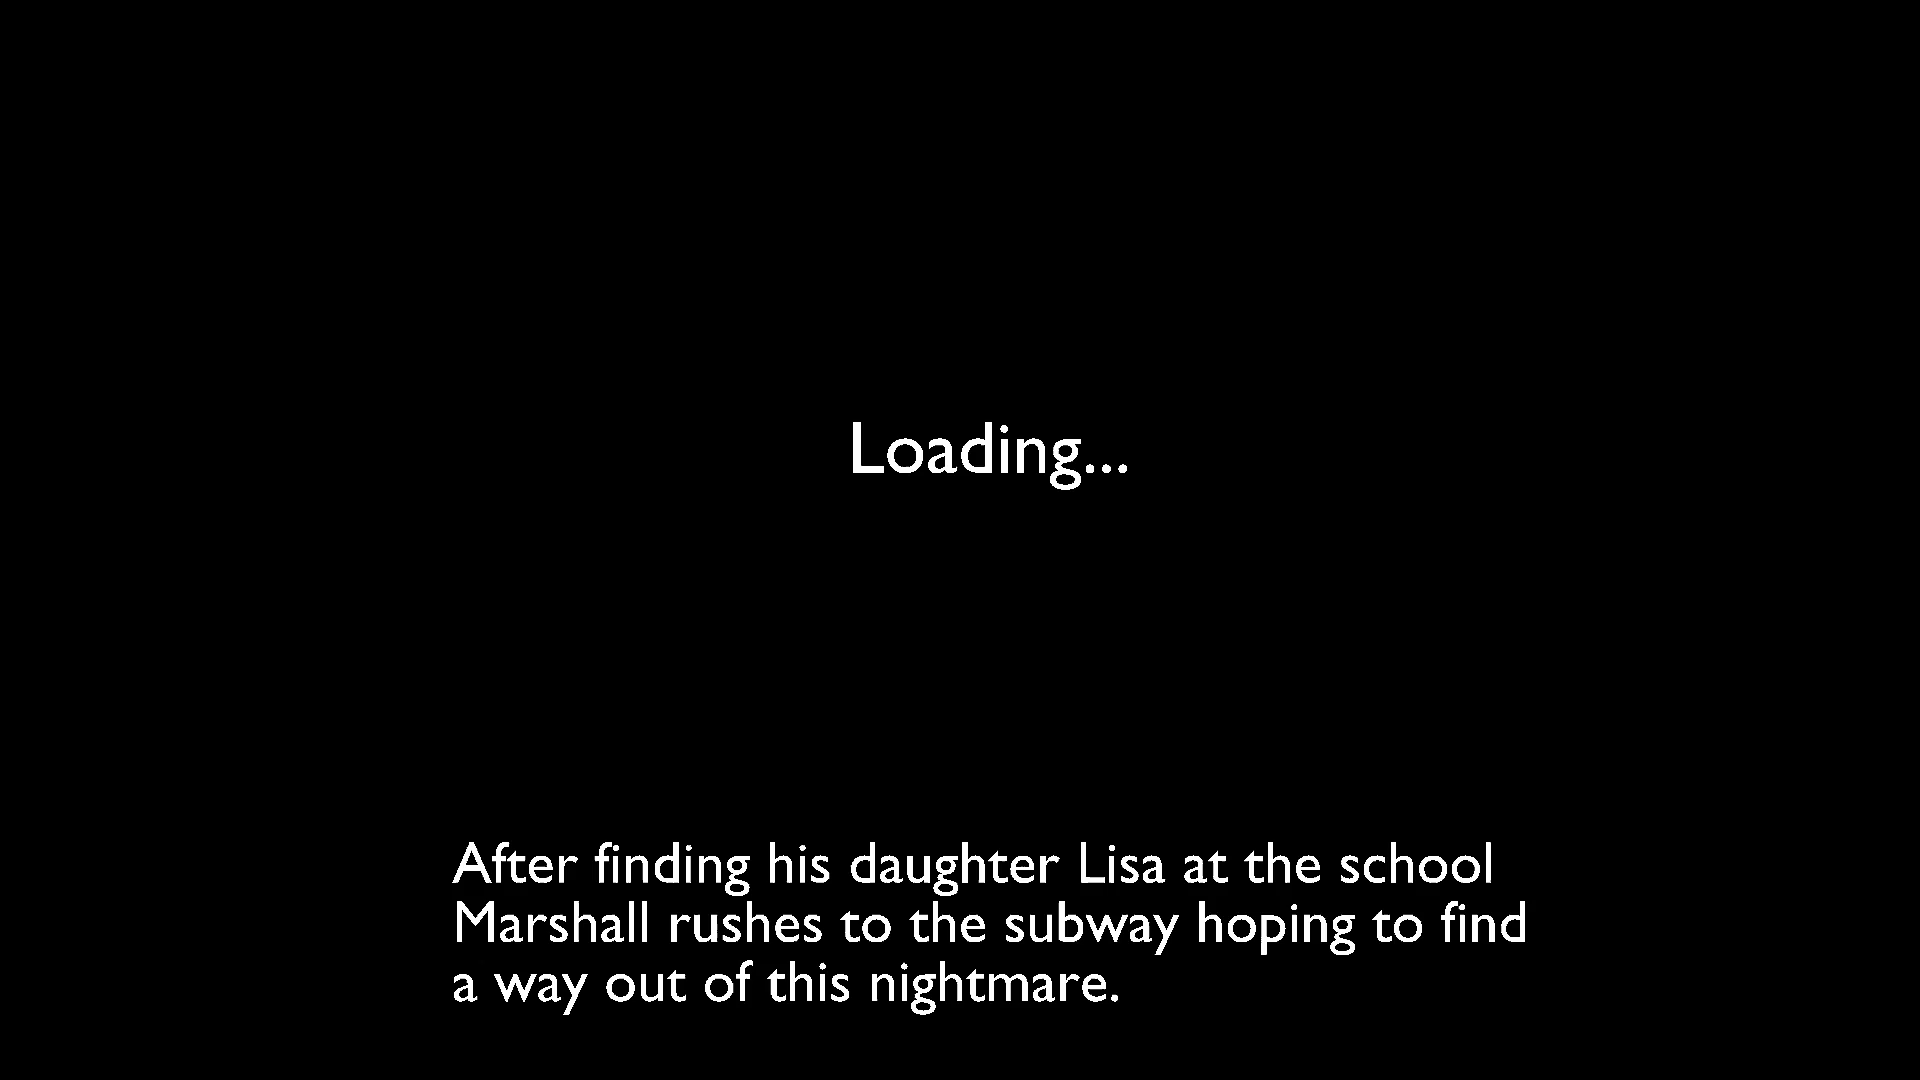 Loading...
After finding his daughter Lisa at the school
Marshall rushes to the subway hoping to find
a way out of this nightmare.